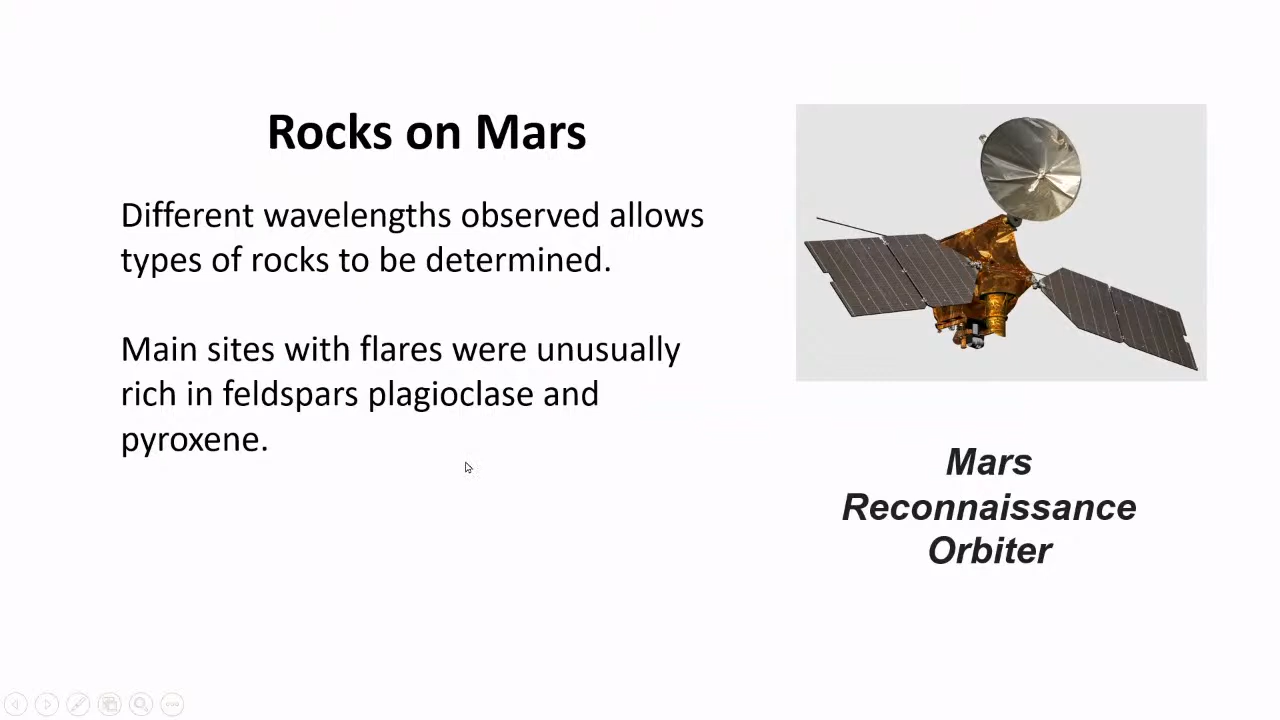 Rocks on Mars
Different wavelengths observed allows
types of rocks to be determined.
Main sites with flares were unusually
rich in feldspars plagioclase and
pyroxene.
Mars
Reconnaissance
Orbiter